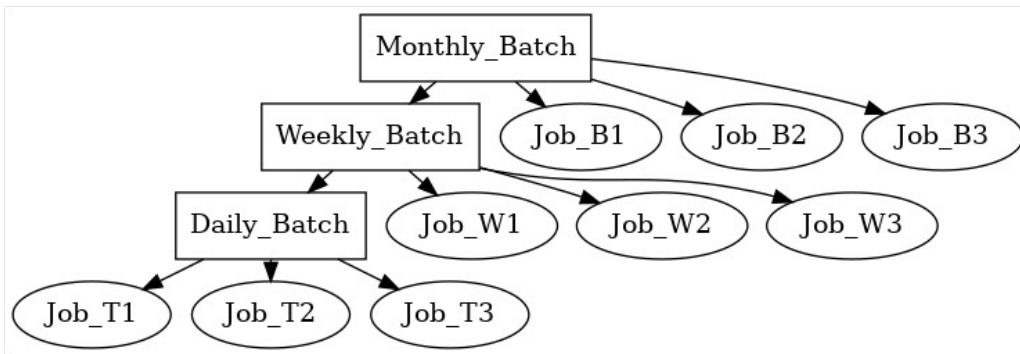 Monthly_Batch
Weekly_Batch
Job_B1
Job_B2
Job_B3
Daily_Batch
Job_W1
Job_W2
Job_W3
Job_T1
Job_T2
Job_T3